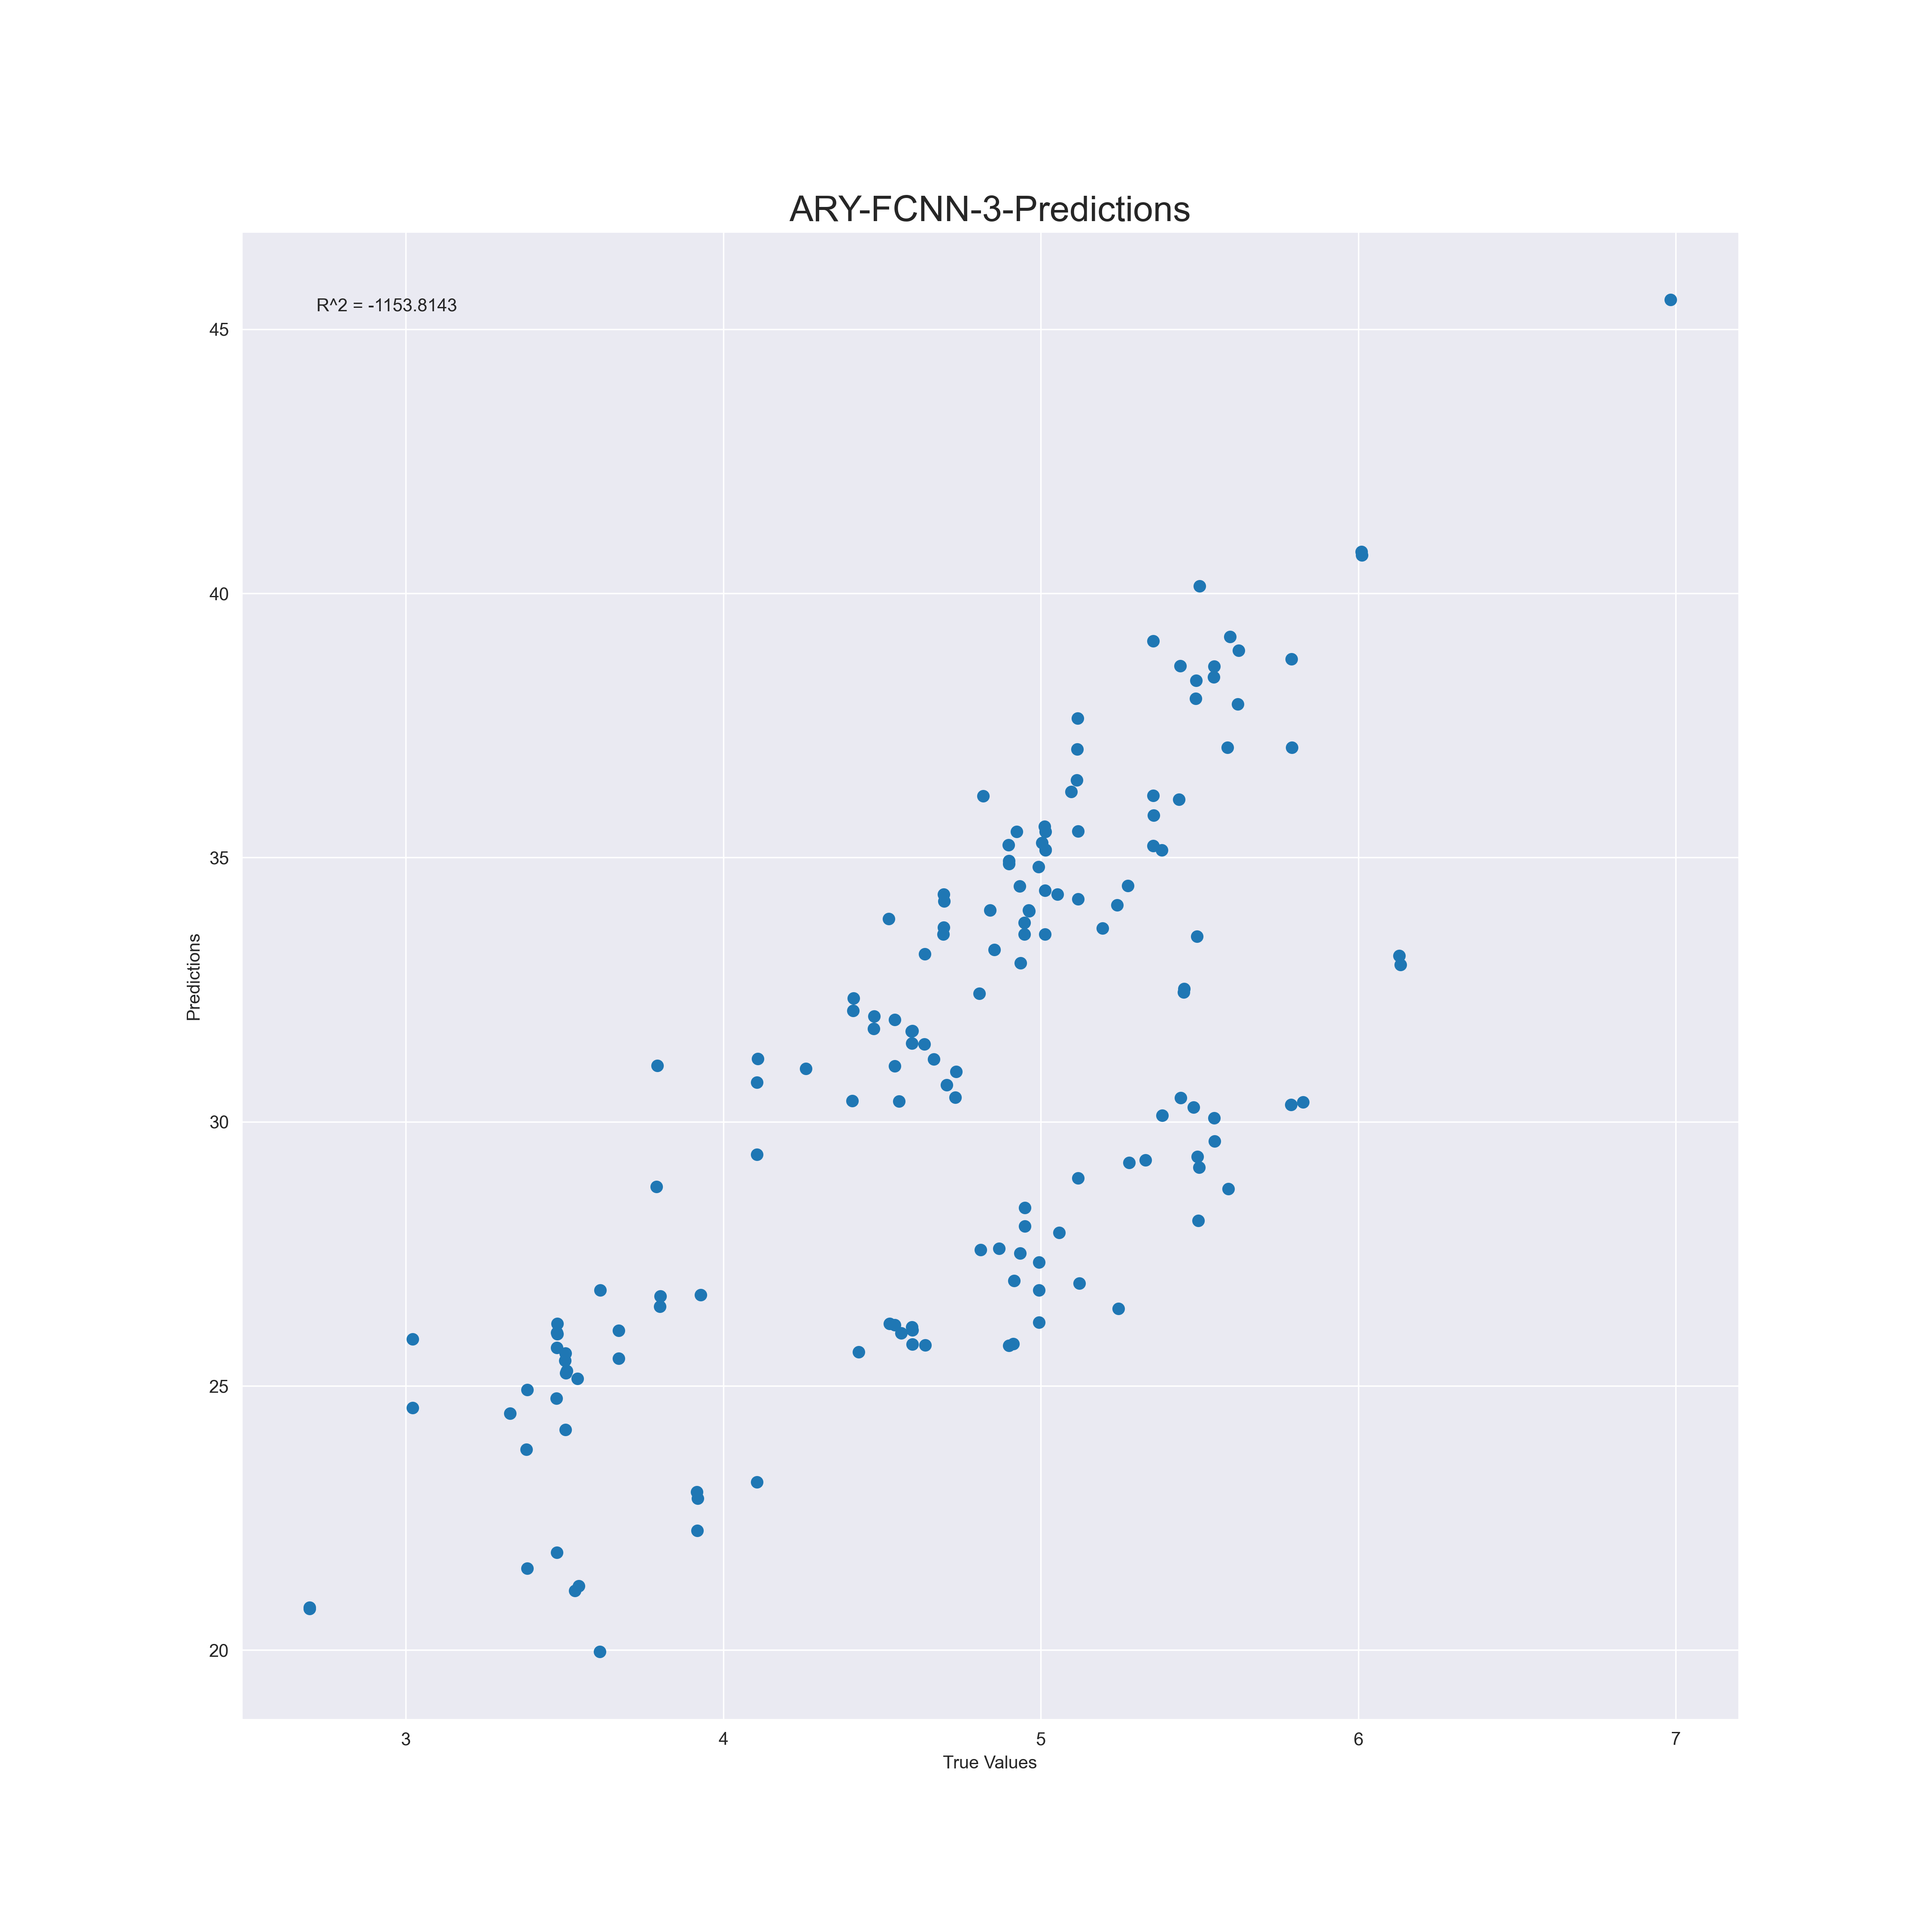 ARY-FCNN-3-Predictions
R^2 = -1153.8143
45
40
35
30
25
20
Predictions
3 4 5 6 7
True Values